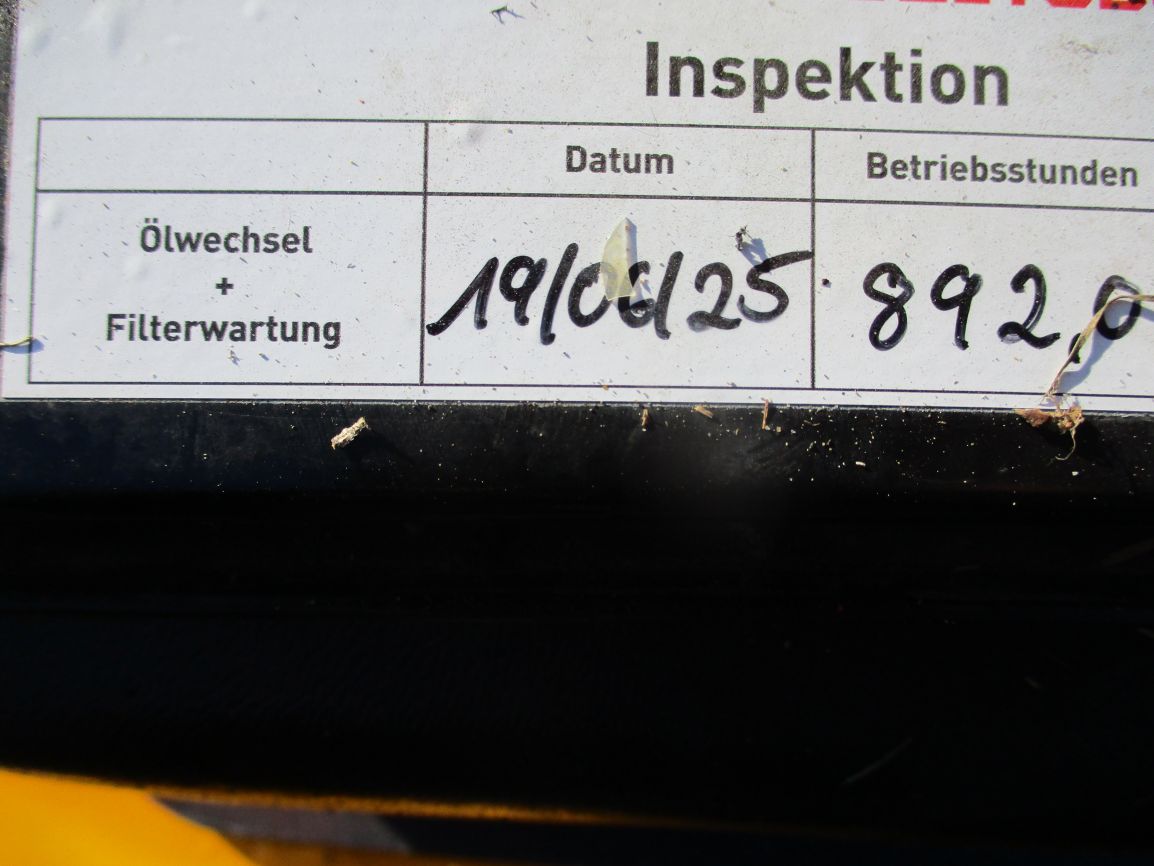 Inspektion
Datum Betriebsstunden
Ölwechsel
+
Filterwartung
19/06/25 892,0